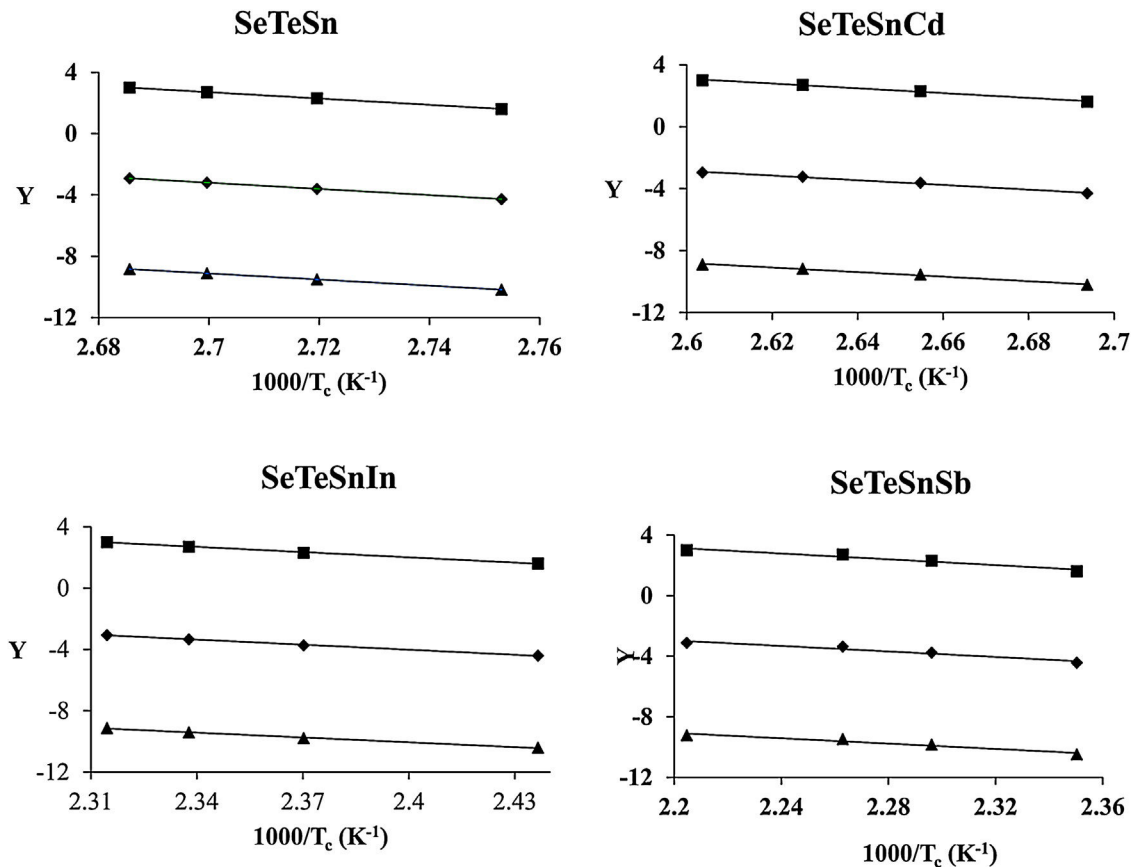 SeTeSn
4
0
-4
-8
-12
Y
2.68 2.7 2.72 2.74 2.76
1000/Tc (K-1)
SeTeSnCd
4
0
-4
-8
-12
Y
2.6 2.62 2.64 2.66 2.68 2.7
1000/Tc (K-1)
SeTeSnIn
4
0
-4
-8
-12
Y
2.31 2.34 2.37 2.4 2.43
1000/Tc (K-1)
SeTeSnSb
4
0
-4
-8
-12
Y
2.2 2.24 2.28 2.32 2.36
1000/Tc (K-1)